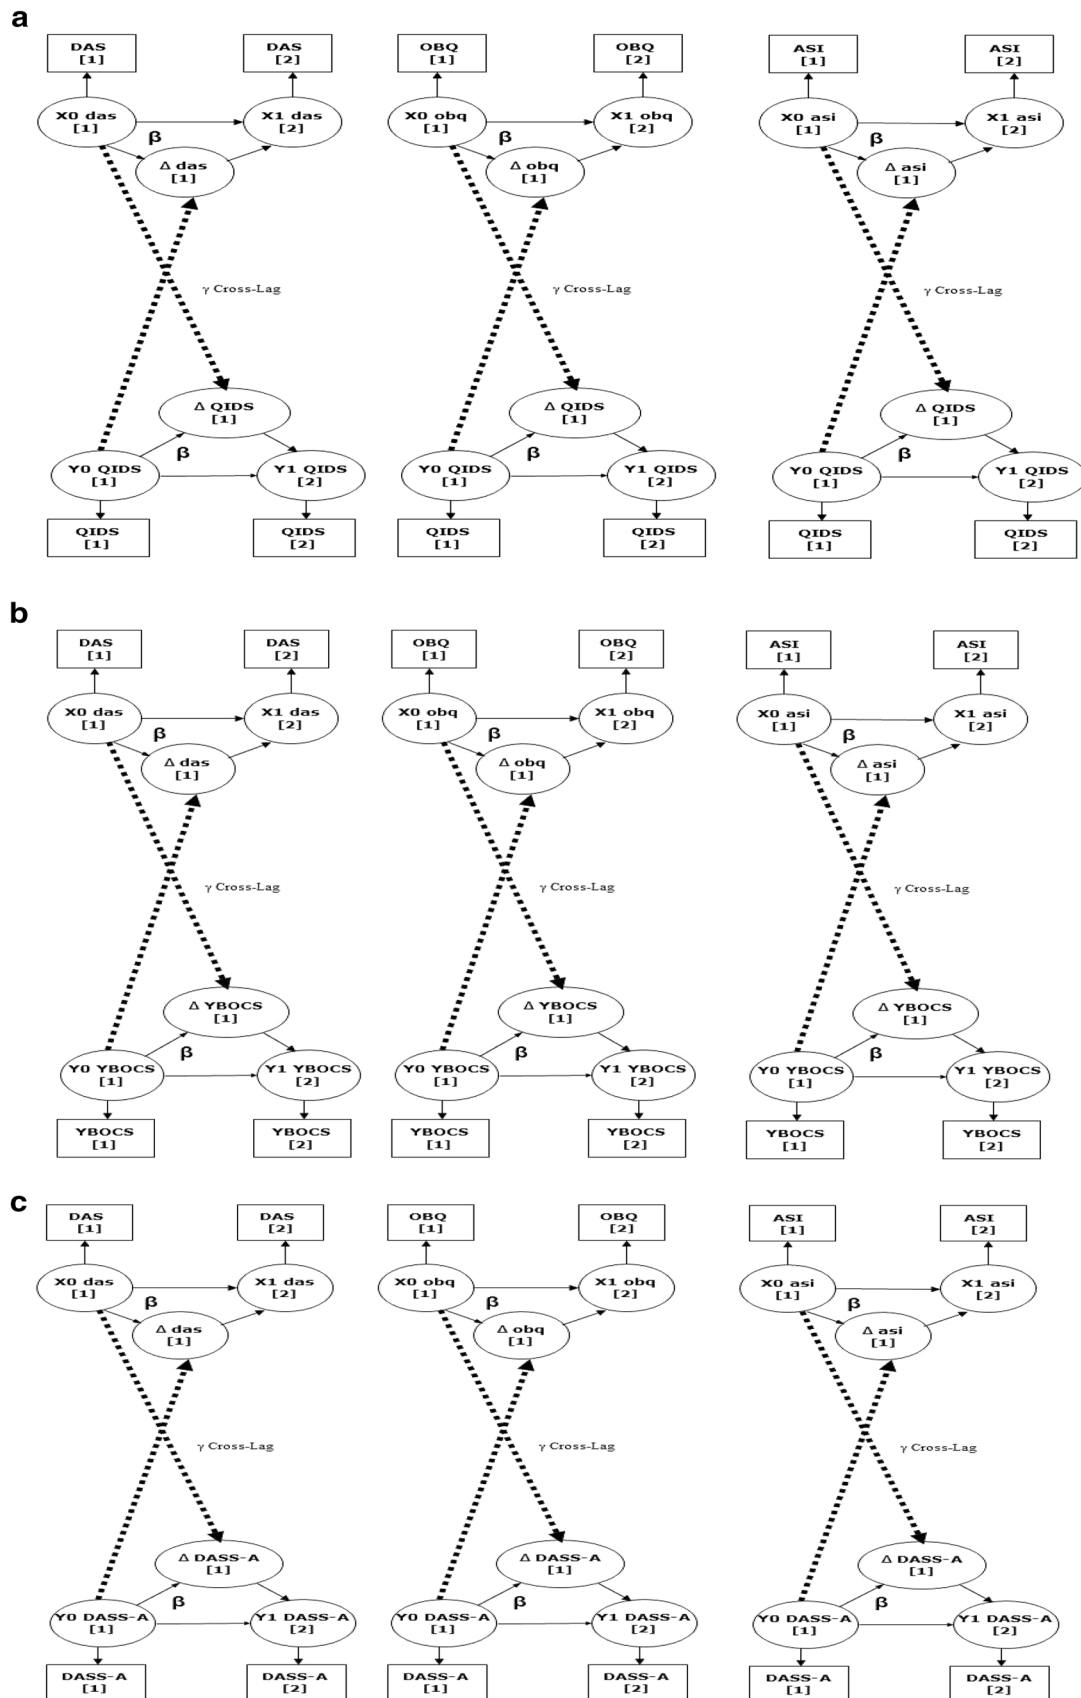 a
DAS
[1]
DAS
[2]
OBQ
[1]
OBQ
[2]
ASI
[1]
ASI
[2]
X0 das
[1]
X1 das
[2]
β
Δ das
[1]
X0 obq
[1]
X1 obq
[2]
β
Δ obq
[1]
X0 asi
[1]
X1 asi
[2]
β
Δ asi
[1]
γ Cross-Lag
γ Cross-Lag
γ Cross-Lag
Δ QIDS
[1]
Y0 QIDS
[1]
β
Y1 QIDS
[2]
QIDS
[1]
QIDS
[2]
Δ QIDS
[1]
Y0 QIDS
[1]
β
Y1 QIDS
[2]
QIDS
[1]
QIDS
[2]
Δ QIDS
[1]
Y0 QIDS
[1]
β
Y1 QIDS
[2]
QIDS
[1]
QIDS
[2]
b
DAS
[1]
DAS
[2]
OBQ
[1]
OBQ
[2]
ASI
[1]
ASI
[2]
X0 das
[1]
X1 das
[2]
β
Δ das
[1]
X0 obq
[1]
X1 obq
[2]
β
Δ obq
[1]
X0 asi
[1]
X1 asi
[2]
β
Δ asi
[1]
γ Cross-Lag
γ Cross-Lag
γ Cross-Lag
Δ YBOCS
[1]
Y0 YBOCS
[1]
β
Y1 YBOCS
[2]
YBOCS
[1]
YBOCS
[2]
Δ YBOCS
[1]
Y0 YBOCS
[1]
β
Y1 YBOCS
[2]
YBOCS
[1]
YBOCS
[2]
Δ YBOCS
[1]
Y0 YBOCS
[1]
β
Y1 YBOCS
[2]
YBOCS
[1]
YBOCS
[2]
c
DAS
[1]
DAS
[2]
OBQ
[1]
OBQ
[2]
ASI
[1]
ASI
[2]
X0 das
[1]
X1 das
[2]
β
Δ das
[1]
X0 obq
[1]
X1 obq
[2]
β
Δ obq
[1]
X0 asi
[1]
X1 asi
[2]
β
Δ asi
[1]
γ Cross-Lag
γ Cross-Lag
γ Cross-Lag
Δ DASS-A
[1]
Y0 DASS-A
[1]
β
Y1 DASS-A
[2]
DASS-A
[1]
DASS-A
[2]
Δ DASS-A
[1]
Y0 DASS-A
[1]
β
Y1 DASS-A
[2]
DASS-A
[1]
DASS-A
[2]
Δ DASS-A
[1]
Y0 DASS-A
[1]
β
Y1 DASS-A
[2]
DASS-A
[1]
DASS-A
[2]